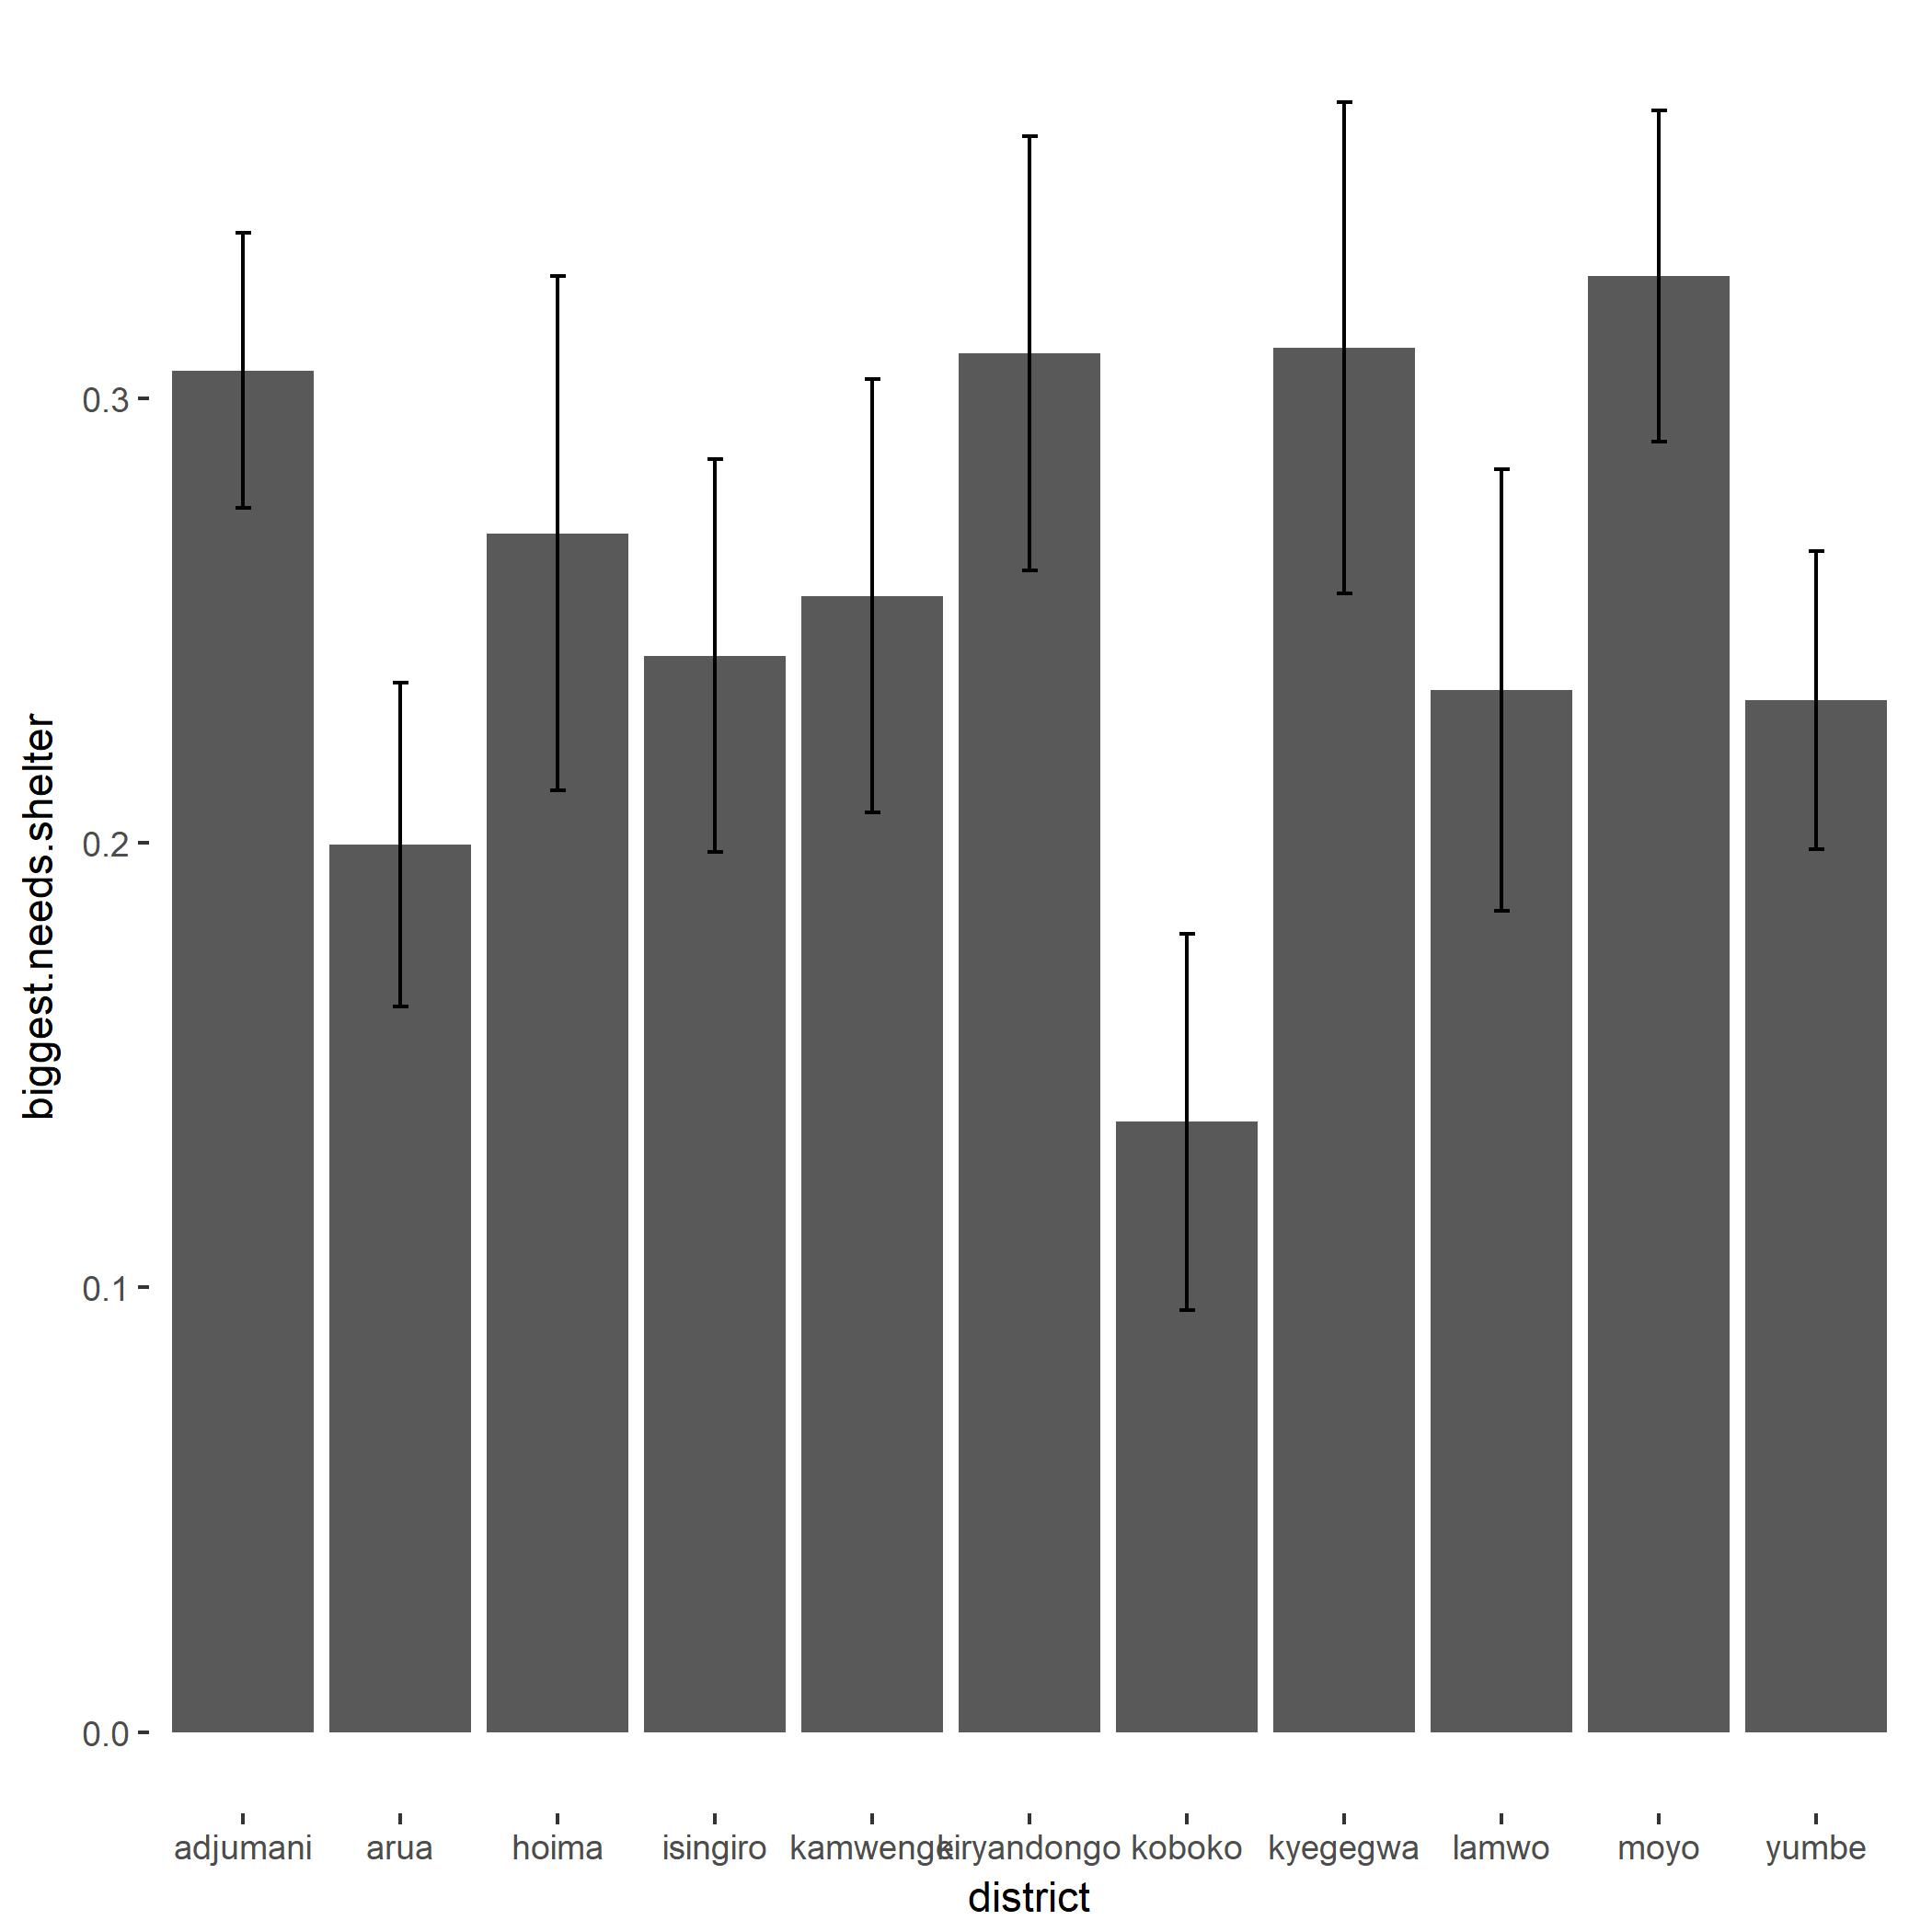 biggest.needs.shelter
0.3
0.2
0.1
0.0
adjumani arua hoima isingiro kamwenge kiryandongo koboko kyegegwa lamwo moyo yumbe
district